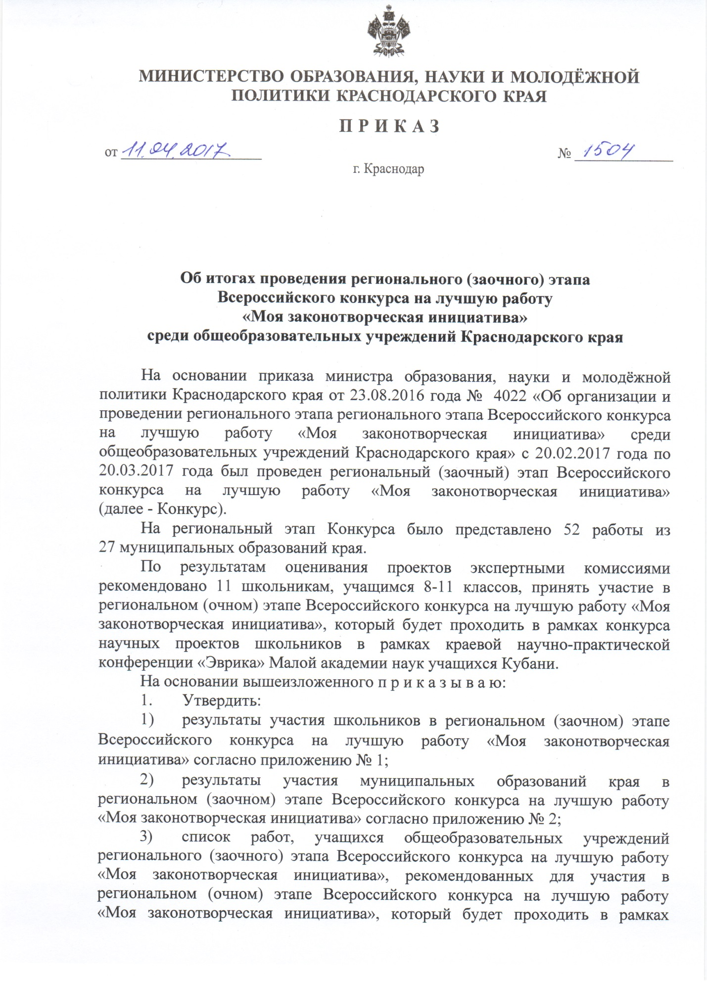 МИНИСТЕРСТВО ОБРАЗОВАНИЯ, НАУКИ И МОЛОДЁЖНОЙ
ПОЛИТИКИ КРАСНОДАРСКОГО КРАЯ
П Р И К А З
от 11.04.2017 № 1504
г. Краснодар
Об итогах проведения регионального (заочного) этапа
Всероссийского конкурса на лучшую работу
«Моя законотворческая инициатива»
среди общеобразовательных учреждений Краснодарского края
На основании приказа министра образования, науки и молодёжной
политики Краснодарского края от 23.08.2016 года № 4022 «Об организации и
проведении регионального этапа регионального этапа Всероссийского конкурса
на лучшую работу «Моя законотворческая инициатива» среди
общеобразовательных учреждений Краснодарского края» с 20.02.2017 года по
20.03.2017 года был проведен региональный (заочный) этап Всероссийского
конкурса на лучшую работу «Моя законотворческая инициатива»
(далее - Конкурс).
На региональный этап Конкурса было представлено 52 работы из
27 муниципальных образований края.
По результатам оценивания проектов экспертными комиссиями
рекомендовано 11 школьникам, учащимся 8-11 классов, принять участие в
региональном (очном) этапе Всероссийского конкурса на лучшую работу «Моя
законотворческая инициатива», который будет проходить в рамках конкурса
научных проектов школьников в рамках краевой научно-практической
конференции «Эврика» Малой академии наук учащихся Кубани.
На основании вышеизложенного п р и к а з ы в а ю:
1. Утвердить:
1) результаты участия школьников в региональном (заочном) этапе
Всероссийского конкурса на лучшую работу «Моя законотворческая
инициатива» согласно приложению № 1;
2) результаты участия муниципальных образований края в
региональном (заочном) этапе Всероссийского конкурса на лучшую работу
«Моя законотворческая инициатива» согласно приложению № 2;
3) список работ, учащихся общеобразовательных учреждений
регионального (заочного) этапа Всероссийского конкурса на лучшую работу
«Моя законотворческая инициатива», рекомендованных для участия в
региональном (очном) этапе Всероссийского конкурса на лучшую работу
«Моя законотворческая инициатива», который будет проходить в рамках